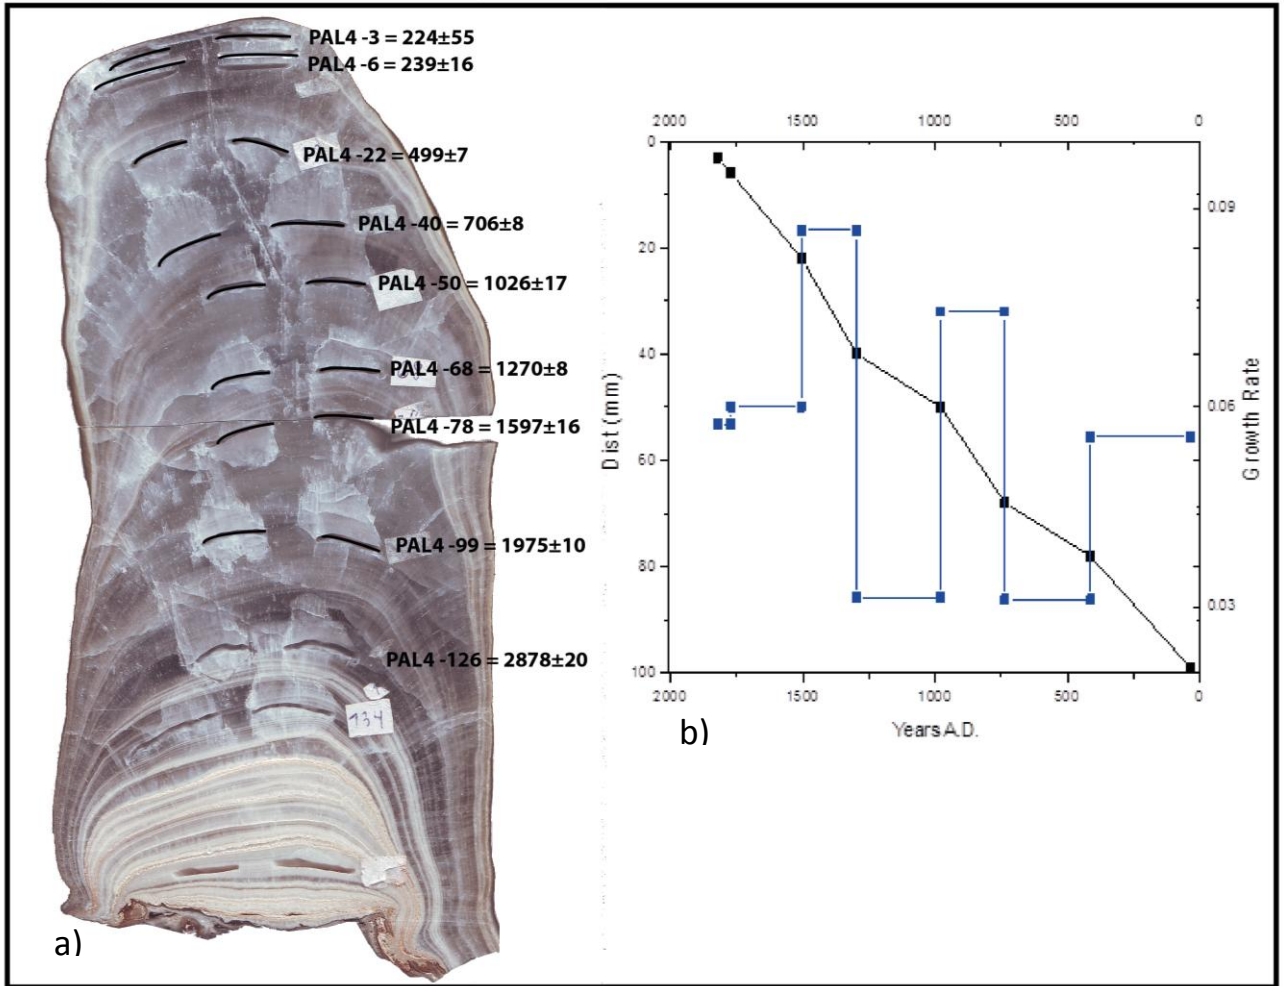 PAL4 -3 = 224±55
PAL4 -6 = 239±16
PAL4 -22 = 499±7
PAL4 -40 = 706±8
PAL4 -50 = 1026±17
PAL4 -68 = 1270±8
PAL4 -78 = 1597±16
PAL4 -99 = 1975±10
PAL4 -126 = 2878±20
134
a)
2000 1500 1000 500 0
0
20
40
60
80
100
Dist (mm)
0.09
0.06
0.03
Growth Rate
2000 1500 1000 500 0
Years A.D.
b)